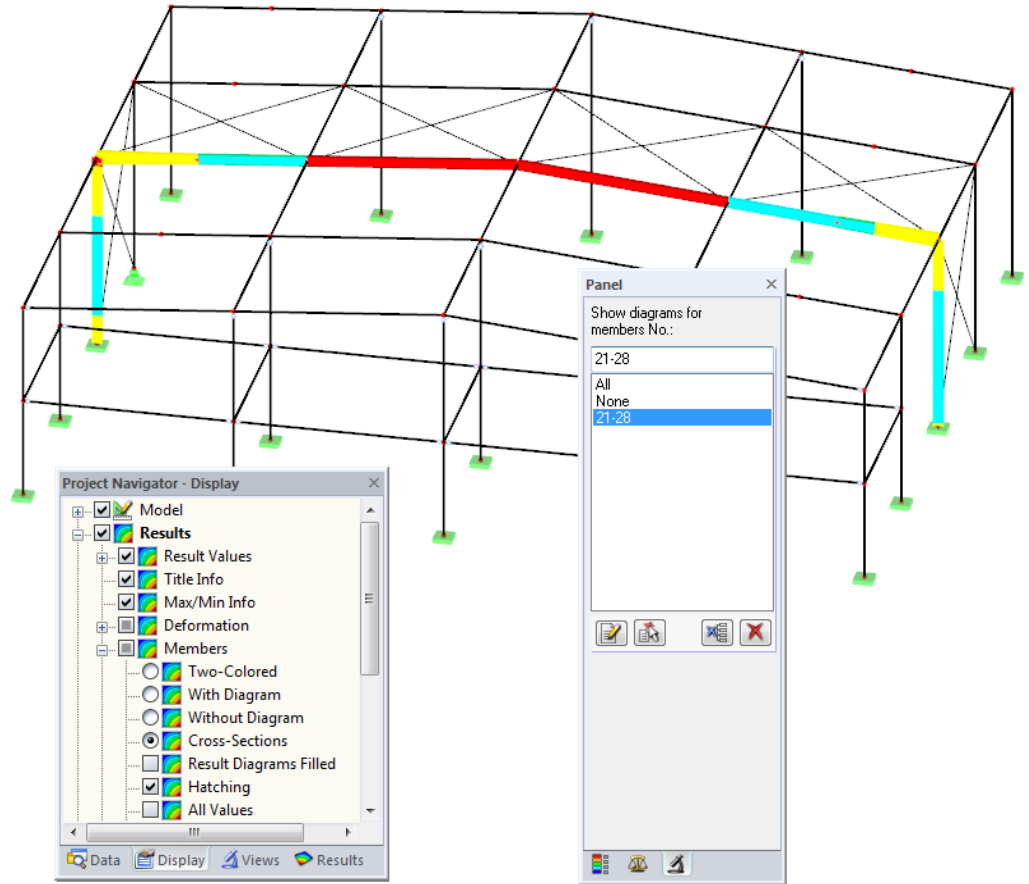 Panel
Show diagrams for
members No.:
21-28
All
None
21-28
Project Navigator - Display
Model
Results
Result Values
Title Info
Max/Min Info
Deformation
Members
Two-Colored
With Diagram
Without Diagram
Cross-Sections
Result Diagrams Filled
Hatching
All Values
Data Display Views Results